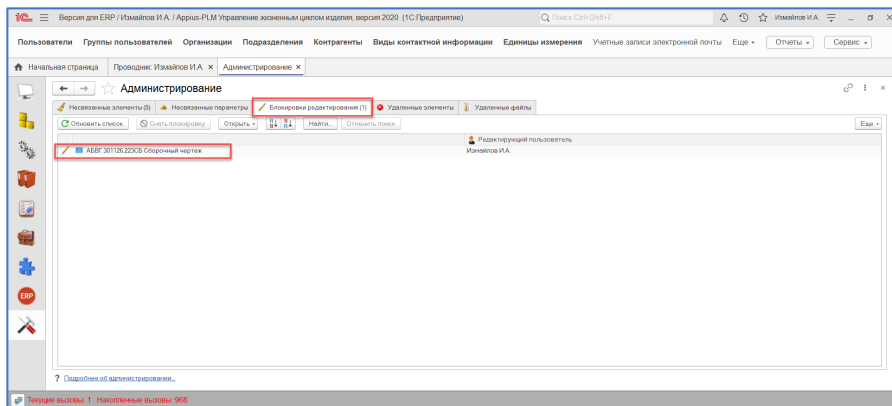 1С Версия для ERP / Измайлов И.А. / Appius-PLM Управление жизненным циклом изделия, версия 2020 (1С:Предприятие) Поиск Ctrl+Shift+F Измайлов И.А.
Пользователи Группы пользователей Организации Подразделения Контрагенты Виды контактной информации Единицы измерения Учетные записи электронной почты Еще Отчеты Сервис
Начальная страница Проводник: Измайлов И.А. × Администрирование ×
Администрирование
Несвязанные элементы (8) Несвязанные параметры Блокировки редактирования (1) Удаленные элементы Удаленные файлы
Обновить список Снять блокировку Открыть Найти... Отменить поиск Еще
Редактирующий пользователь
АБВГ.301126.223СБ Сборочный чертеж Измайлов И.А.
ERP
? Подробнее об администрировании...
Текущие вызовы: 1 Накопленные вызовы: 968